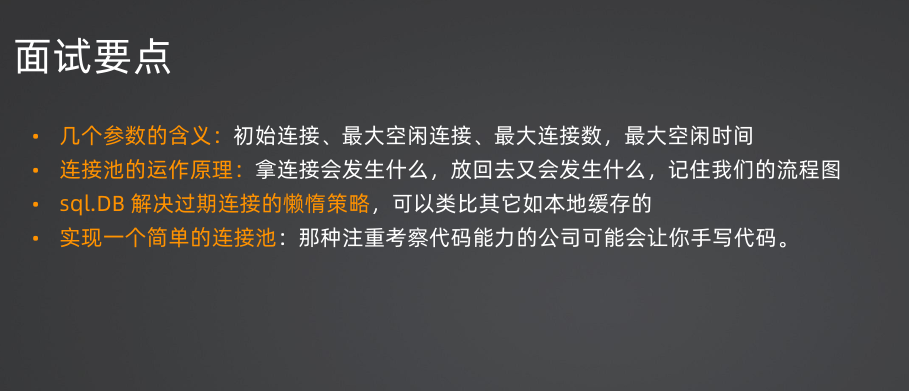 面试要点
• 几个参数的含义：初始连接、最大空闲连接、最大连接数，最大空闲时间
• 连接池的运作原理：拿连接会发生什么，放回去又会发生什么，记住我们的流程图
• sql.DB 解决过期连接的懒惰策略，可以类比其它如本地缓存的
• 实现一个简单的连接池：那种注重考察代码能力的公司可能会让你手写代码。